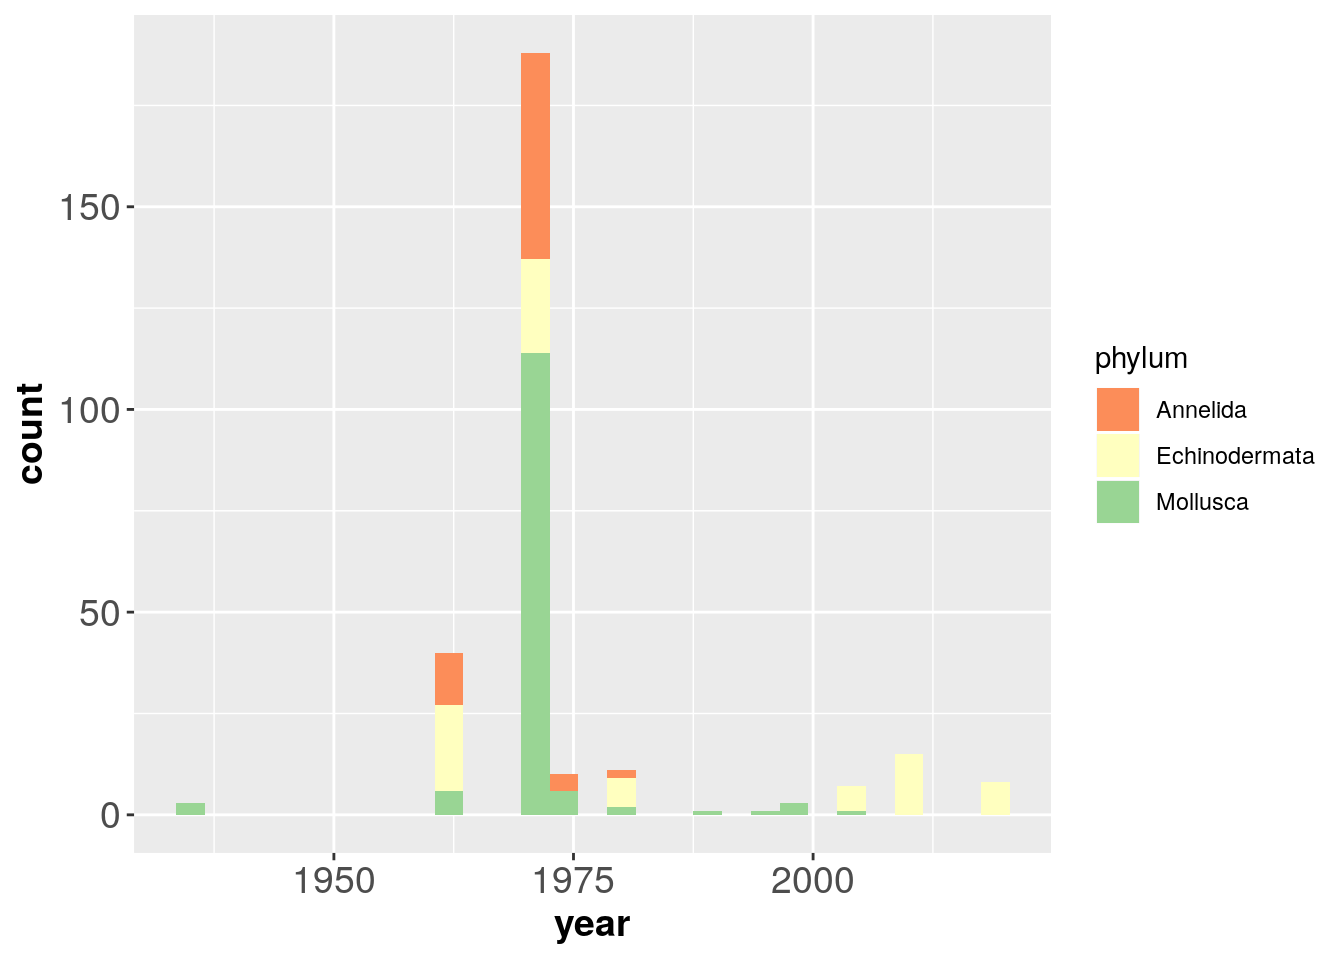 150
100
50
0
count
1950
1975
2000
year
phylum
Annelida
Echinodermata
Mollusca